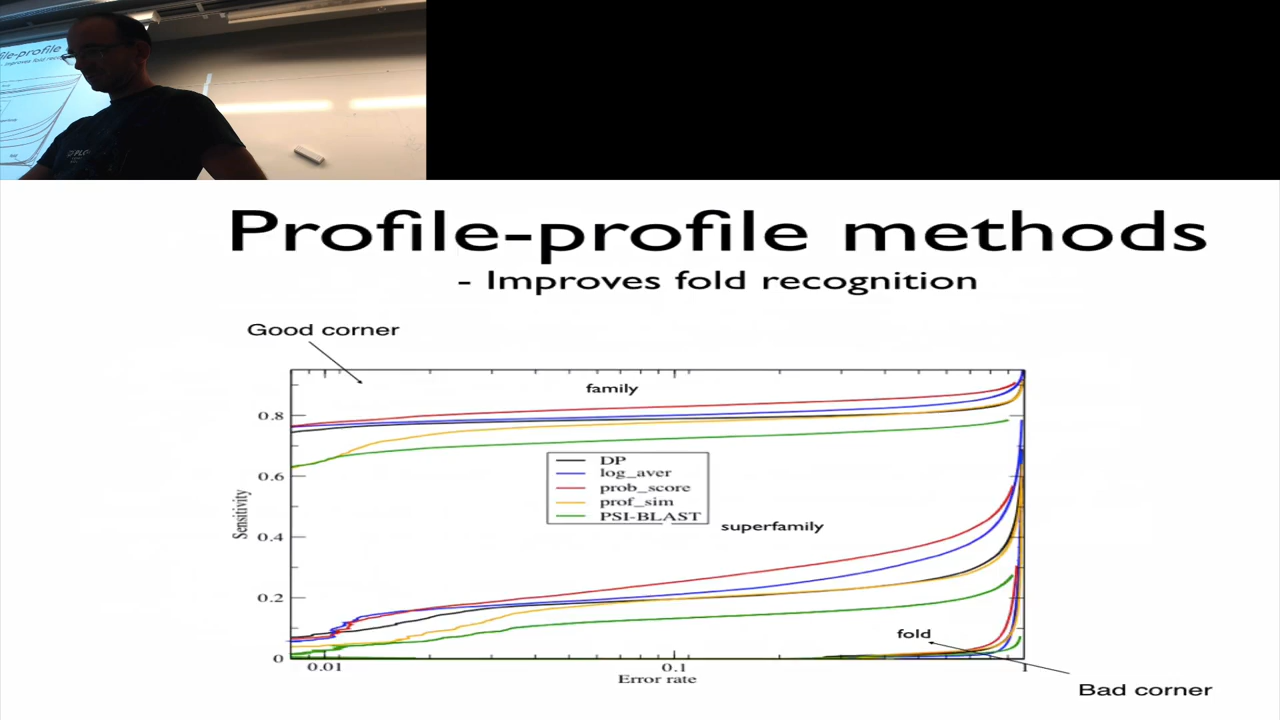 Profile-profile methods
- Improves fold recognition
Good corner
family
0.8
DP
log_aver
0.6
prob_score
prof_sim
PSI-BLAST
superfamily
Sensitivity
0.4
0.2
fold
0
0.01
0.1
1
Error rate
Bad corner